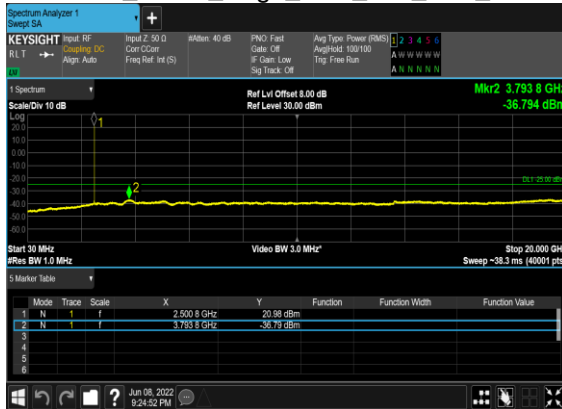 Spectrum Analyzer 1
Swept SA
+
KEYSIGHT Input: RF Input Z: 50 Ω #Atten: 40 dB PNO: Fast Avg Type: Power (RMS) 1 2 3 4 5 6
RLT Coupling: DC Corr CCorr Gate: Off Avg|Hold: 100/100 A W W W W W
Align: Auto Freq Ref: Int (S) IF Gain: Low Trig: Free Run
LXI Sig Track: Off A N N N N N
1 Spectrum Ref Lvl Offset 8.00 dB Mkr2 3.793 8 GHz
Scale/Div 10 dB Ref Level 30.00 dBm -36.794 dBm
Log
20.0
10.0
0.00
-10.0
-20.0
-30.0
-40.0
-50.0
-60.0
1
2
DL1 -25.00 dBm
Start 30 MHz Video BW 3.0 MHz* Stop 20.000 GHz
#Res BW 1.0 MHz Sweep ~38.3 ms (40001 pts)
5 Marker Table
Mode Trace Scale X Y Function Function Width Function Value
1 N 1 f 2.500 8 GHz 20.98 dBm
2 N 1 f 3.793 8 GHz -36.79 dBm
3
4
5
6
? Jun 08, 2022
9:24:52 PM